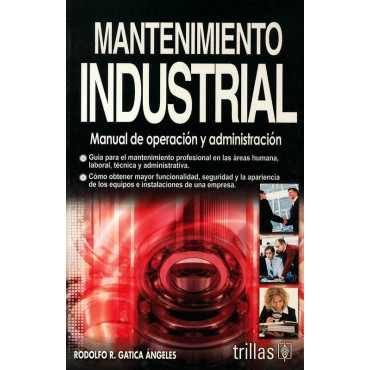 MANTENIMIENTO
INDUSTRIAL
Manual de operación y administración
Guía para el mantenimiento profesional en las áreas humana,
laboral, técnica y administrativa.
Cómo obtener mayor funcionalidad, seguridad y la apariencia
de los equipos e instalaciones de una empresa.
RODOLFO R. GATICA ÁNGELES
trillas